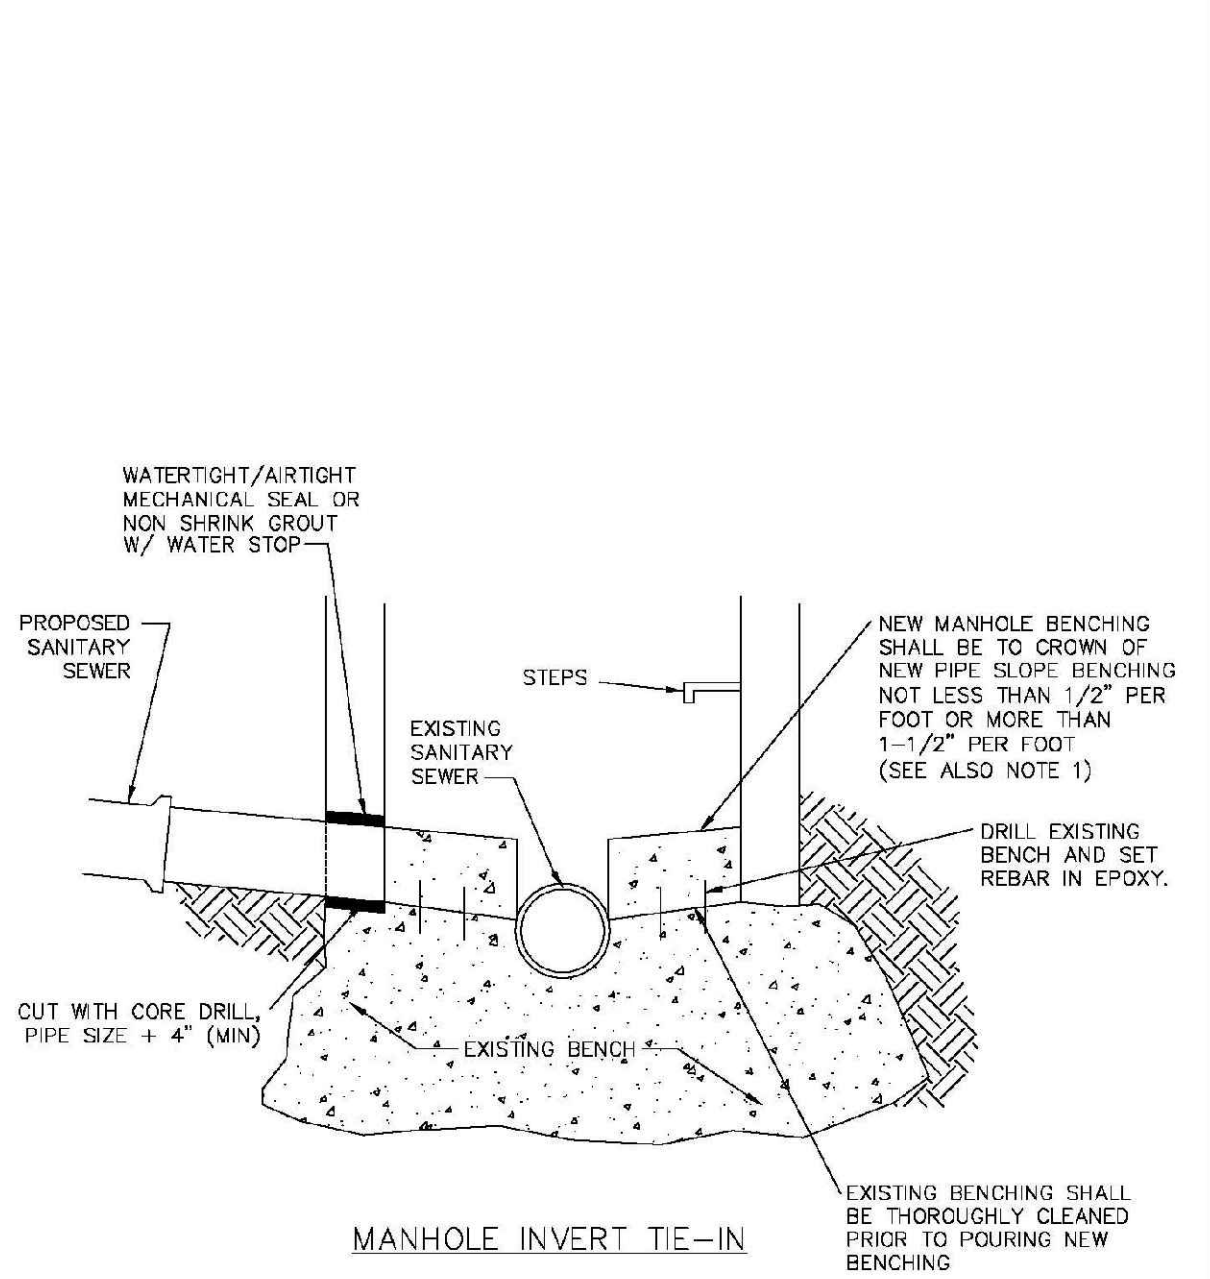 WATERTIGHT/AIRTIGHT
MECHANICAL SEAL OR
NON SHRINK GROUT
W/ WATER STOP
PROPOSED
SANITARY
SEWER
STEPS
EXISTING
SANITARY
SEWER
NEW MANHOLE BENCHING
SHALL BE TO CROWN OF
NEW PIPE SLOPE BENCHING
NOT LESS THAN 1/2" PER
FOOT OR MORE THAN
1-1/2" PER FOOT
(SEE ALSO NOTE 1)
DRILL EXISTING
BENCH AND SET
REBAR IN EPOXY.
CUT WITH CORE DRILL,
PIPE SIZE + 4" (MIN)
EXISTING BENCH
EXISTING BENCHING SHALL
BE THOROUGHLY CLEANED
PRIOR TO POURING NEW
BENCHING
MANHOLE INVERT TIE-IN